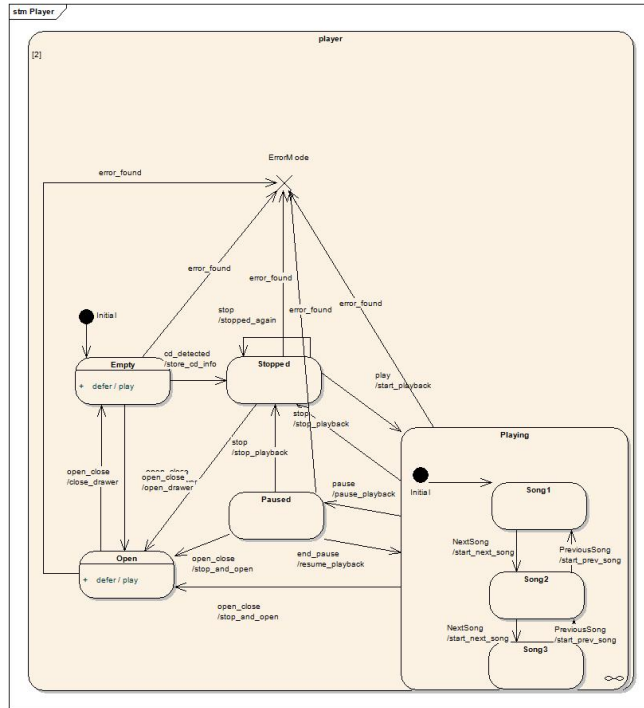 stm Player
player
[2]
ErrorMode
error_found
error_found
error_found
error_found
error_found
Initial
stop
/stopped_again
Empty
+ defer / play
cd_detected
/store_cd_info
Stopped
play
/start_playback
stop
/stop_playback
stop
/stop_playback
Playing
Initial
Song1
open_close
/close_drawer
open_close
/open_drawer
Paused
pause
/pause_playback
NextSong
/start_next_song
PreviousSong
/start_prev_song
Open
+ defer / play
open_close
/stop_and_open
end_pause
/resume_playback
Song2
open_close
/stop_and_open
NextSong
/start_next_song
PreviousSong
/start_prev_song
Song3